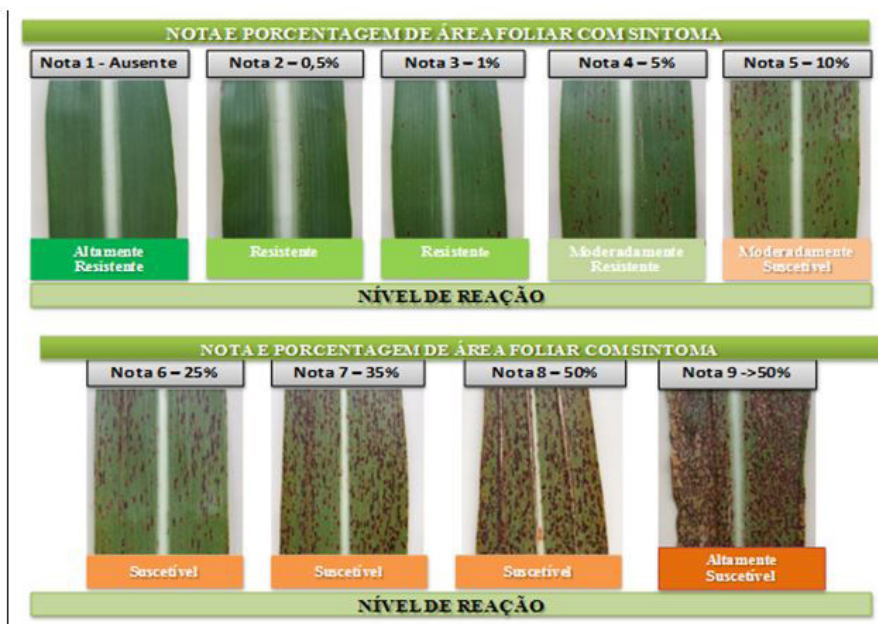 NOTA E PORCENTAGEM DE ÁREA FOLIAR COM SINTOMA
Nota 1 - Ausente
Nota 2 – 0,5%
Nota 3 – 1%
Nota 4 – 5%
Nota 5 – 10%
Altamente
Resistente
Resistente
Resistente
Moderadamente
Resistente
Moderadamente
Suscetível
NÍVEL DE REAÇÃO
NOTA E PORCENTAGEM DE ÁREA FOLIAR COM SINTOMA
Nota 6 – 25%
Nota 7 – 35%
Nota 8 – 50%
Nota 9 ->50%
Suscetível
Suscetível
Suscetível
Altamente
Suscetível
NÍVEL DE REAÇÃO